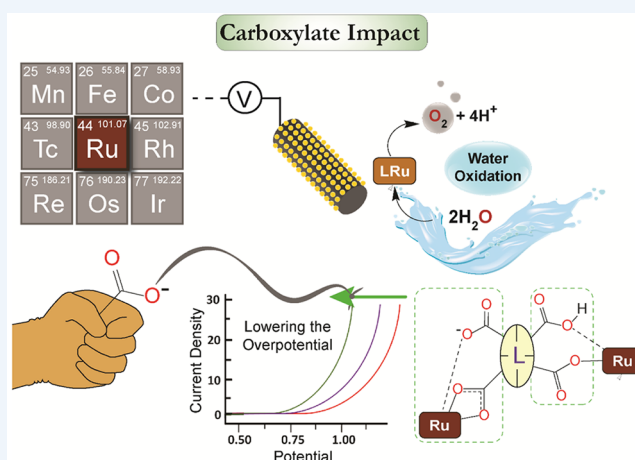 Carboxylate Impact
25 54.93 26 55.84 27 58.93
Mn Fe Co
43 98.90 44 101.07 45 102.91
Tc Ru Rh
75 186.21 76 190.23 77 192.22
Re Os Ir
V
O2 + 4H+
LRu
Water
Oxidation
2H2O
O
O-
30
20
10
0
Current Density
Lowering the
Overpotential
0.50 0.75 1.00
Potential
O O H
-O O O
L
O O Ru
O O
Ru